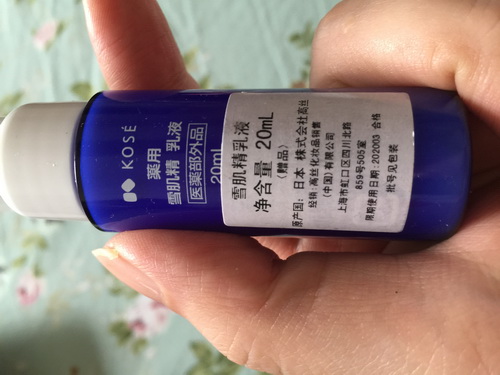 KOSÉ
薬用
雪肌精 乳液
医薬部外品
20mL
雪肌精乳液
净含量 20mL
(赠品)
原产国：日本 株式会社高丝
经销：高丝化妆品销售
(中国)有限公司
上海市虹口区四川北路
859号505室
限期使用日期：202003 合格
批号见包装